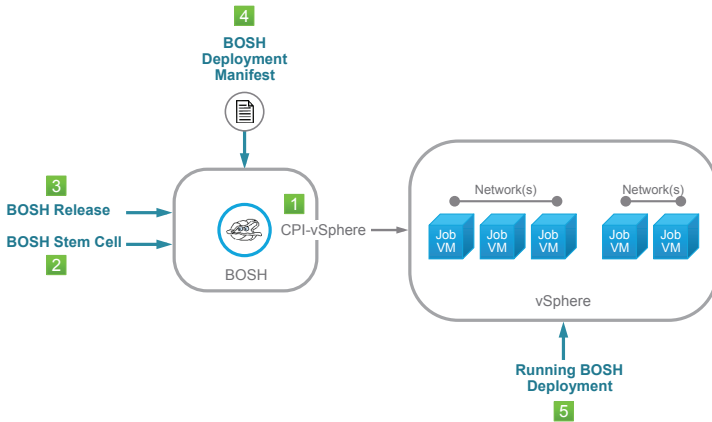 4
BOSH
Deployment
Manifest
3
BOSH Release
BOSH Stem Cell
2
1
CPI-vSphere
BOSH
Network(s)
Network(s)
Job
VM
Job
VM
Job
VM
Job
VM
Job
VM
vSphere
Running BOSH
Deployment
5